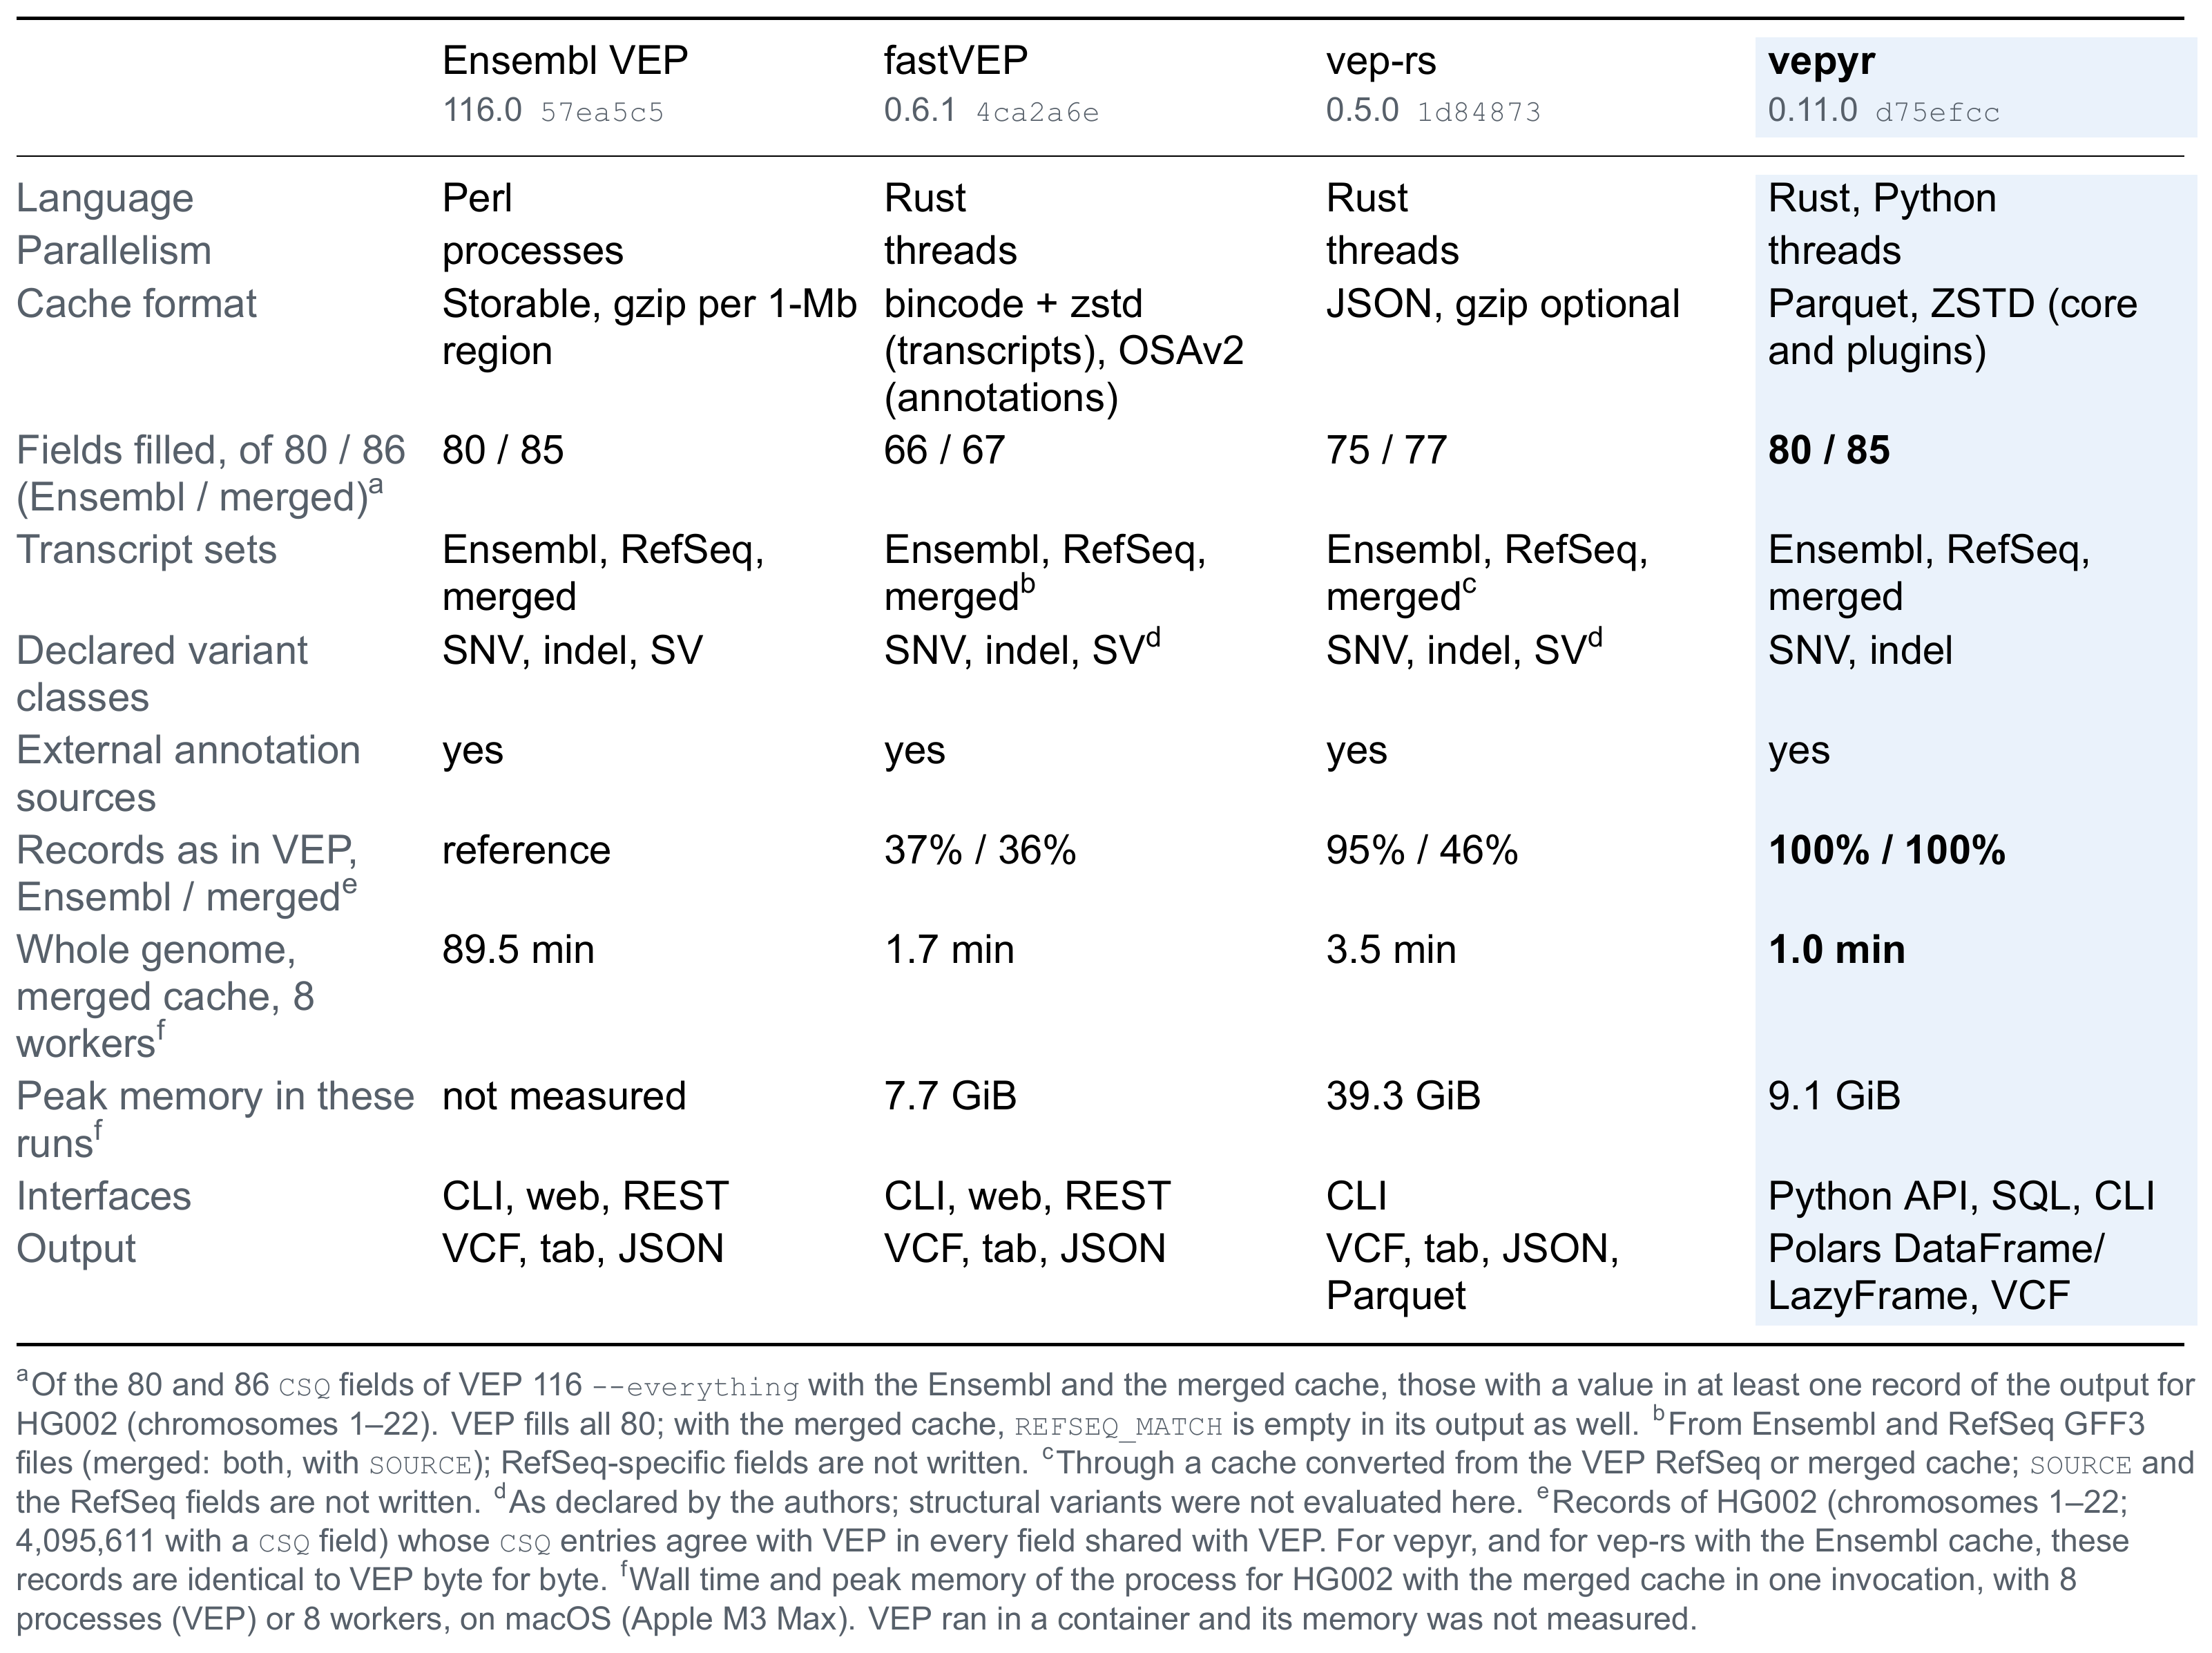 Ensembl VEP fastVEP vep-rs vepyr
116.0 57ea5c5 0.6.1 4ca2a6e 0.5.0 1d84873 0.11.0 d75efcc
Language Perl Rust Rust Rust, Python
Parallelism processes threads threads threads
Cache format Storable, gzip per 1-Mb bincode + zstd JSON, gzip optional Parquet, ZSTD (core
region (transcripts), OSAv2 and plugins)
(annotations)
Fields filled, of 80 / 86 80 / 85 66 / 67 75 / 77 80 / 85
(Ensembl / merged)a
Transcript sets Ensembl, RefSeq, Ensembl, RefSeq, Ensembl, RefSeq, Ensembl, RefSeq,
merged mergedb mergedc merged
Declared variant SNV, indel, SV SNV, indel, SVd SNV, indel, SVd SNV, indel
classes
External annotation yes yes yes yes
sources
Records as in VEP, reference 37% / 36% 95% / 46% 100% / 100%
Ensembl / mergede
Whole genome, 89.5 min 1.7 min 3.5 min 1.0 min
merged cache, 8
workersf
Peak memory in these not measured 7.7 GiB 39.3 GiB 9.1 GiB
runsf
Interfaces CLI, web, REST CLI, web, REST CLI Python API, SQL, CLI
Output VCF, tab, JSON VCF, tab, JSON VCF, tab, JSON, Polars DataFrame/
Parquet LazyFrame, VCF
aOf the 80 and 86 CSQ fields of VEP 116 --everything with the Ensembl and the merged cache, those with a value in at least one record of the output for
HG002 (chromosomes 1–22). VEP fills all 80; with the merged cache, REFSEQ_MATCH is empty in its output as well. bFrom Ensembl and RefSeq GFF3
files (merged: both, with SOURCE); RefSeq-specific fields are not written. cThrough a cache converted from the VEP RefSeq or merged cache; SOURCE and
the RefSeq fields are not written. dAs declared by the authors; structural variants were not evaluated here. eRecords of HG002 (chromosomes 1–22;
4,095,611 with a CSQ field) whose CSQ entries agree with VEP in every field shared with VEP. For vepyr, and for vep-rs with the Ensembl cache, these
records are identical to VEP byte for byte. fWall time and peak memory of the process for HG002 with the merged cache in one invocation, with 8
processes (VEP) or 8 workers, on macOS (Apple M3 Max). VEP ran in a container and its memory was not measured.